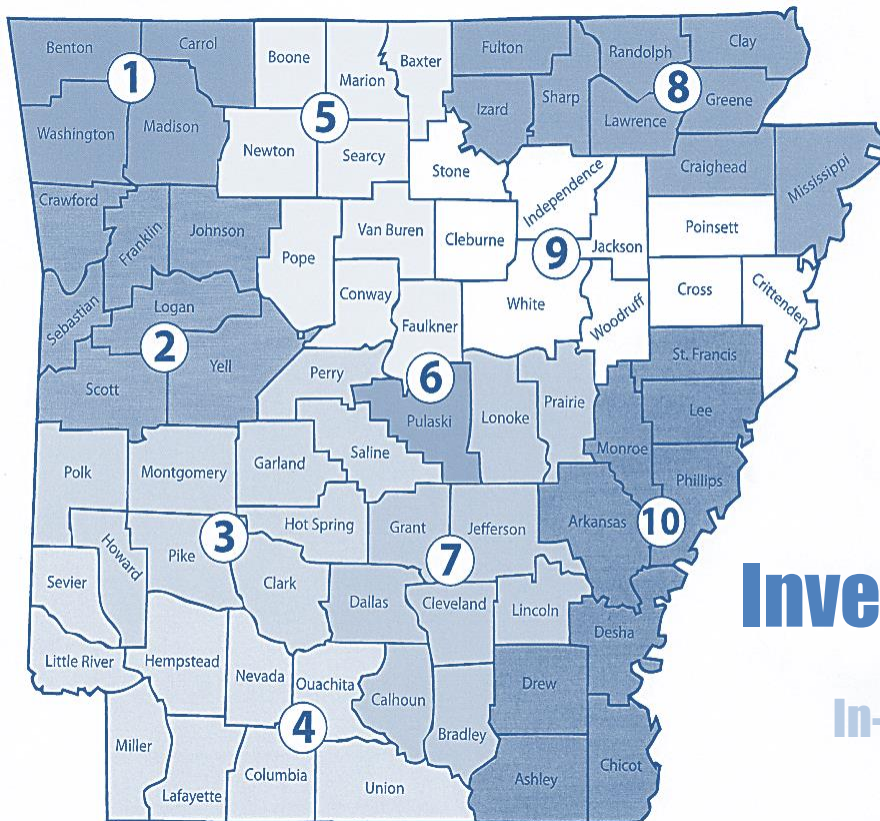 Benton
Carrol
Boone
Marion
Baxter
Fulton
Randolph
Clay
1
5
8
Izard
Sharp
Lawrence
Greene
Washington
Madison
Newton
Searcy
Stone
Independence
Craighead
Mississippi
Crawford
Franklin
Johnson
Pope
Van Buren
Cleburne
9
Jackson
Poinsett
Sebastian
Logan
Conway
Faulkner
White
Woodruff
Cross
Crittenden
2
Yell
Scott
Perry
6
Pulaski
Lonoke
Prairie
St. Francis
Lee
Monroe
Phillips
Polk
Montgomery
Garland
Saline
Hot Spring
Grant
Jefferson
Arkansas
10
3
7
Howard
Pike
Sevier
Clark
Dallas
Cleveland
Lincoln
Desha
Inve
Little River
Hempstead
Nevada
Ouachita
Calhoun
Drew
4
Bradley
In-
Miller
Lafayette
Columbia
Union
Ashley
Chicot